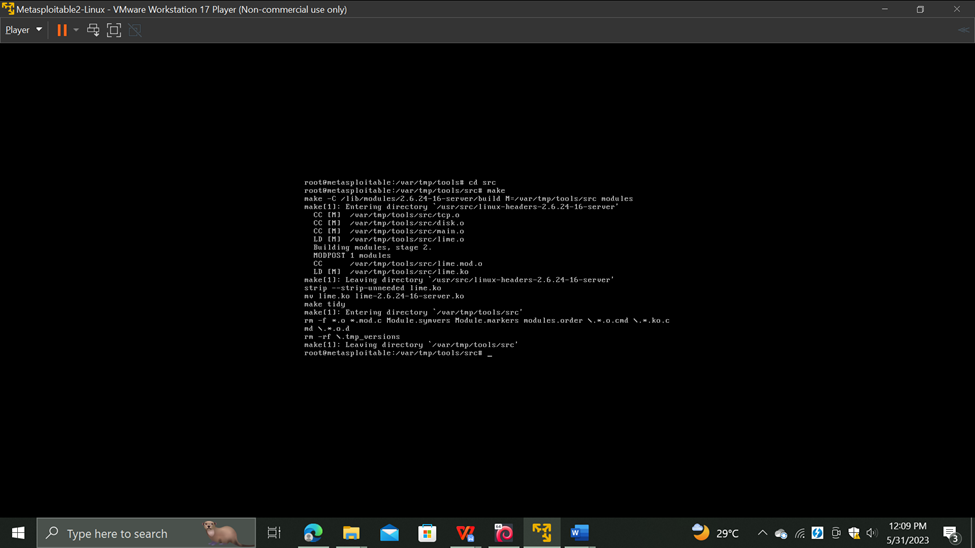 Metasploitable2-Linux - VMware Workstation 17 Player (Non-commercial use only)
Player
root@metasploitable:/var/tmp/tools# cd src
root@metasploitable:/var/tmp/tools/src# make
make -C /lib/modules/2.6.24-16-server/build M=/var/tmp/tools/src modules
make[1]: Entering directory `/usr/src/linux-headers-2.6.24-16-server'
CC [M]  /var/tmp/tools/src/tcp.o
CC [M]  /var/tmp/tools/src/disk.o
CC [M]  /var/tmp/tools/src/main.o
LD [M]  /var/tmp/tools/src/lime.o
Building modules, stage 2.
MODPOST 1 modules
CC      /var/tmp/tools/src/lime.mod.o
LD [M]  /var/tmp/tools/src/lime.ko
make[1]: Leaving directory `/usr/src/linux-headers-2.6.24-16-server'
strip --strip-unneeded lime.ko
mv lime.ko lime-2.6.24-16-server.ko
make tidy
make[1]: Entering directory `/var/tmp/tools/src'
rm -f *.o *.mod.c Module.symvers Module.markers modules.order \.*.o.cmd \.*.ko.c
md \.*.o.d
rm -rf \.tmp_versions
make[1]: Leaving directory `/var/tmp/tools/src'
root@metasploitable:/var/tmp/tools/src# _
Type here to search
29°C
12:09 PM
5/31/2023
3